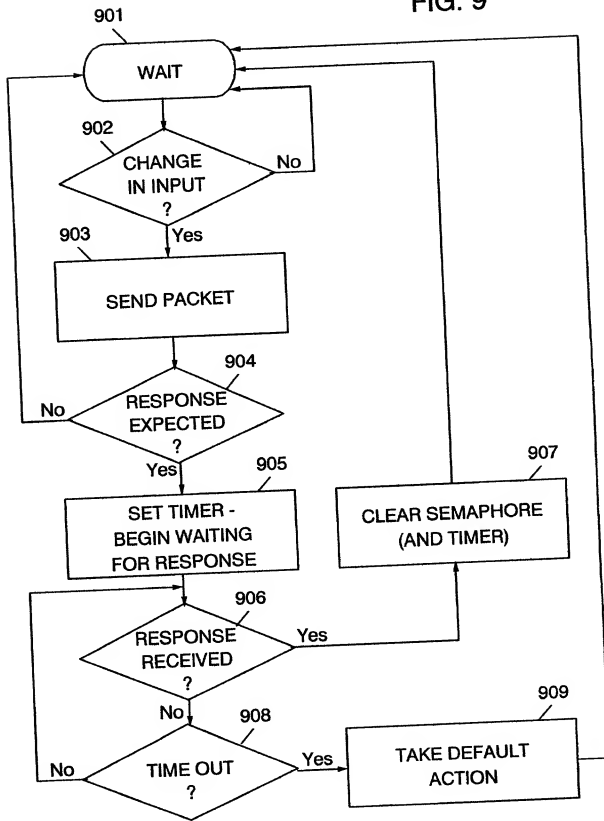 FIG. 9
901
WAIT
902
CHANGE
IN INPUT
?
No
Yes
903
SEND PACKET
904
RESPONSE
EXPECTED
?
No
Yes
905
SET TIMER -
BEGIN WAITING
FOR RESPONSE
907
CLEAR SEMAPHORE
(AND TIMER)
906
RESPONSE
RECEIVED
?
Yes
No
908
TIME OUT
?
No
Yes
909
TAKE DEFAULT
ACTION